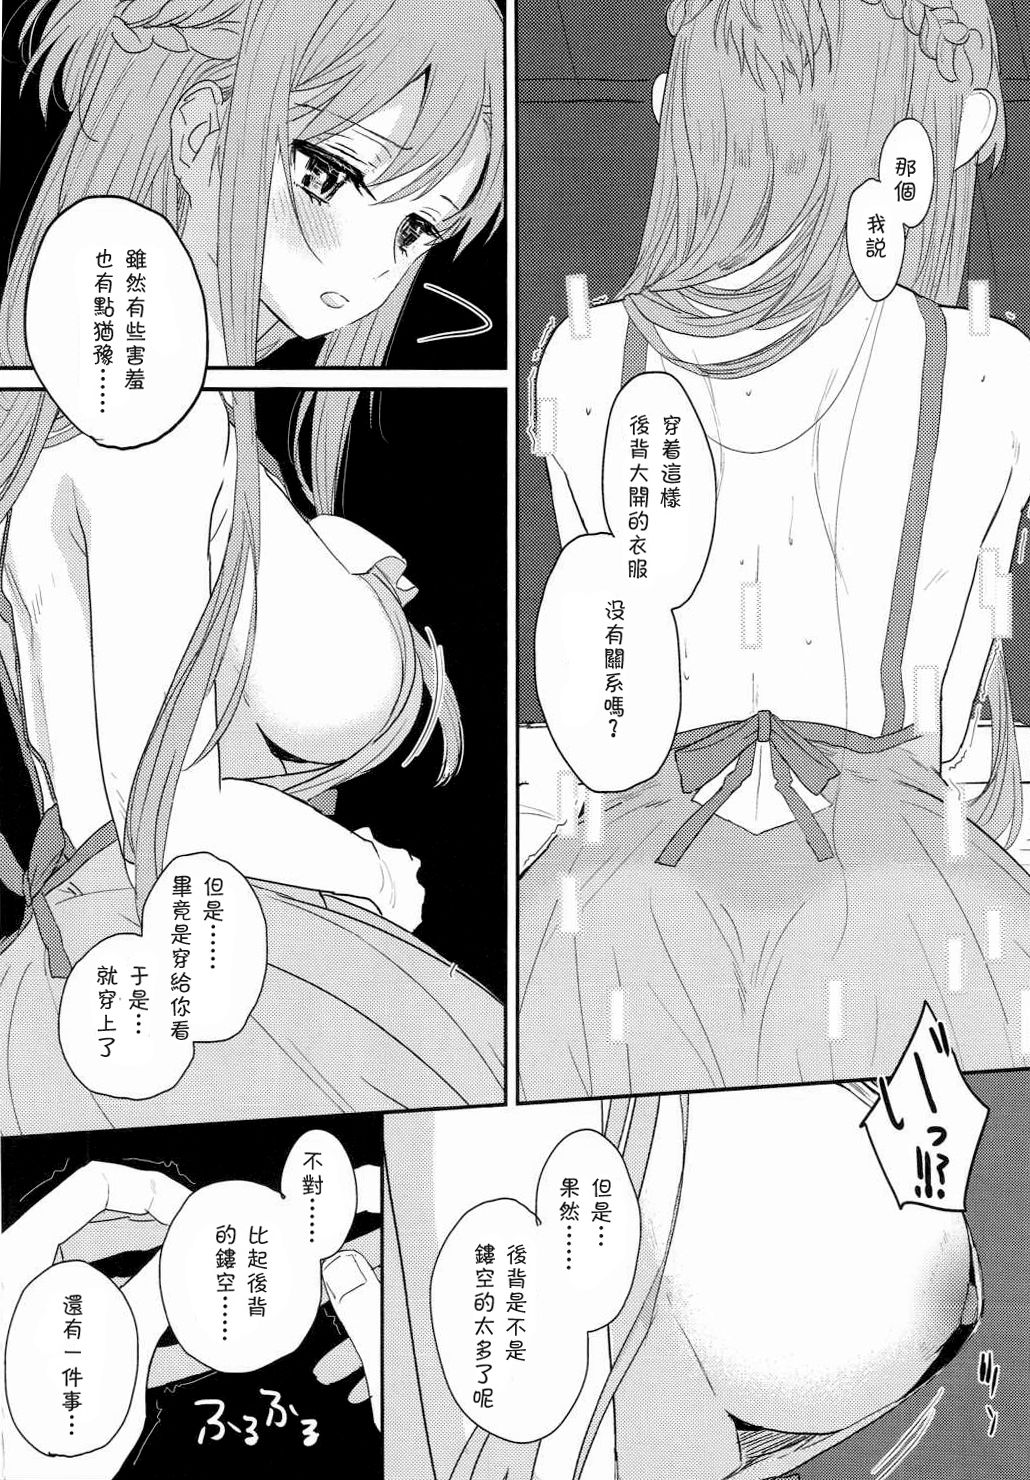 那個
我説
穿着這樣
後背大開的衣服
没有關系嗎？
雖然有些害羞
也有點猶豫……
但是……
畢竟是穿給你看
于是…
就穿上了
ーっ!!?
但是…
果然……
後背是不是
鏤空的太多了呢
不對……
比起後背
的鏤空……
還有一件事…
ふるふる